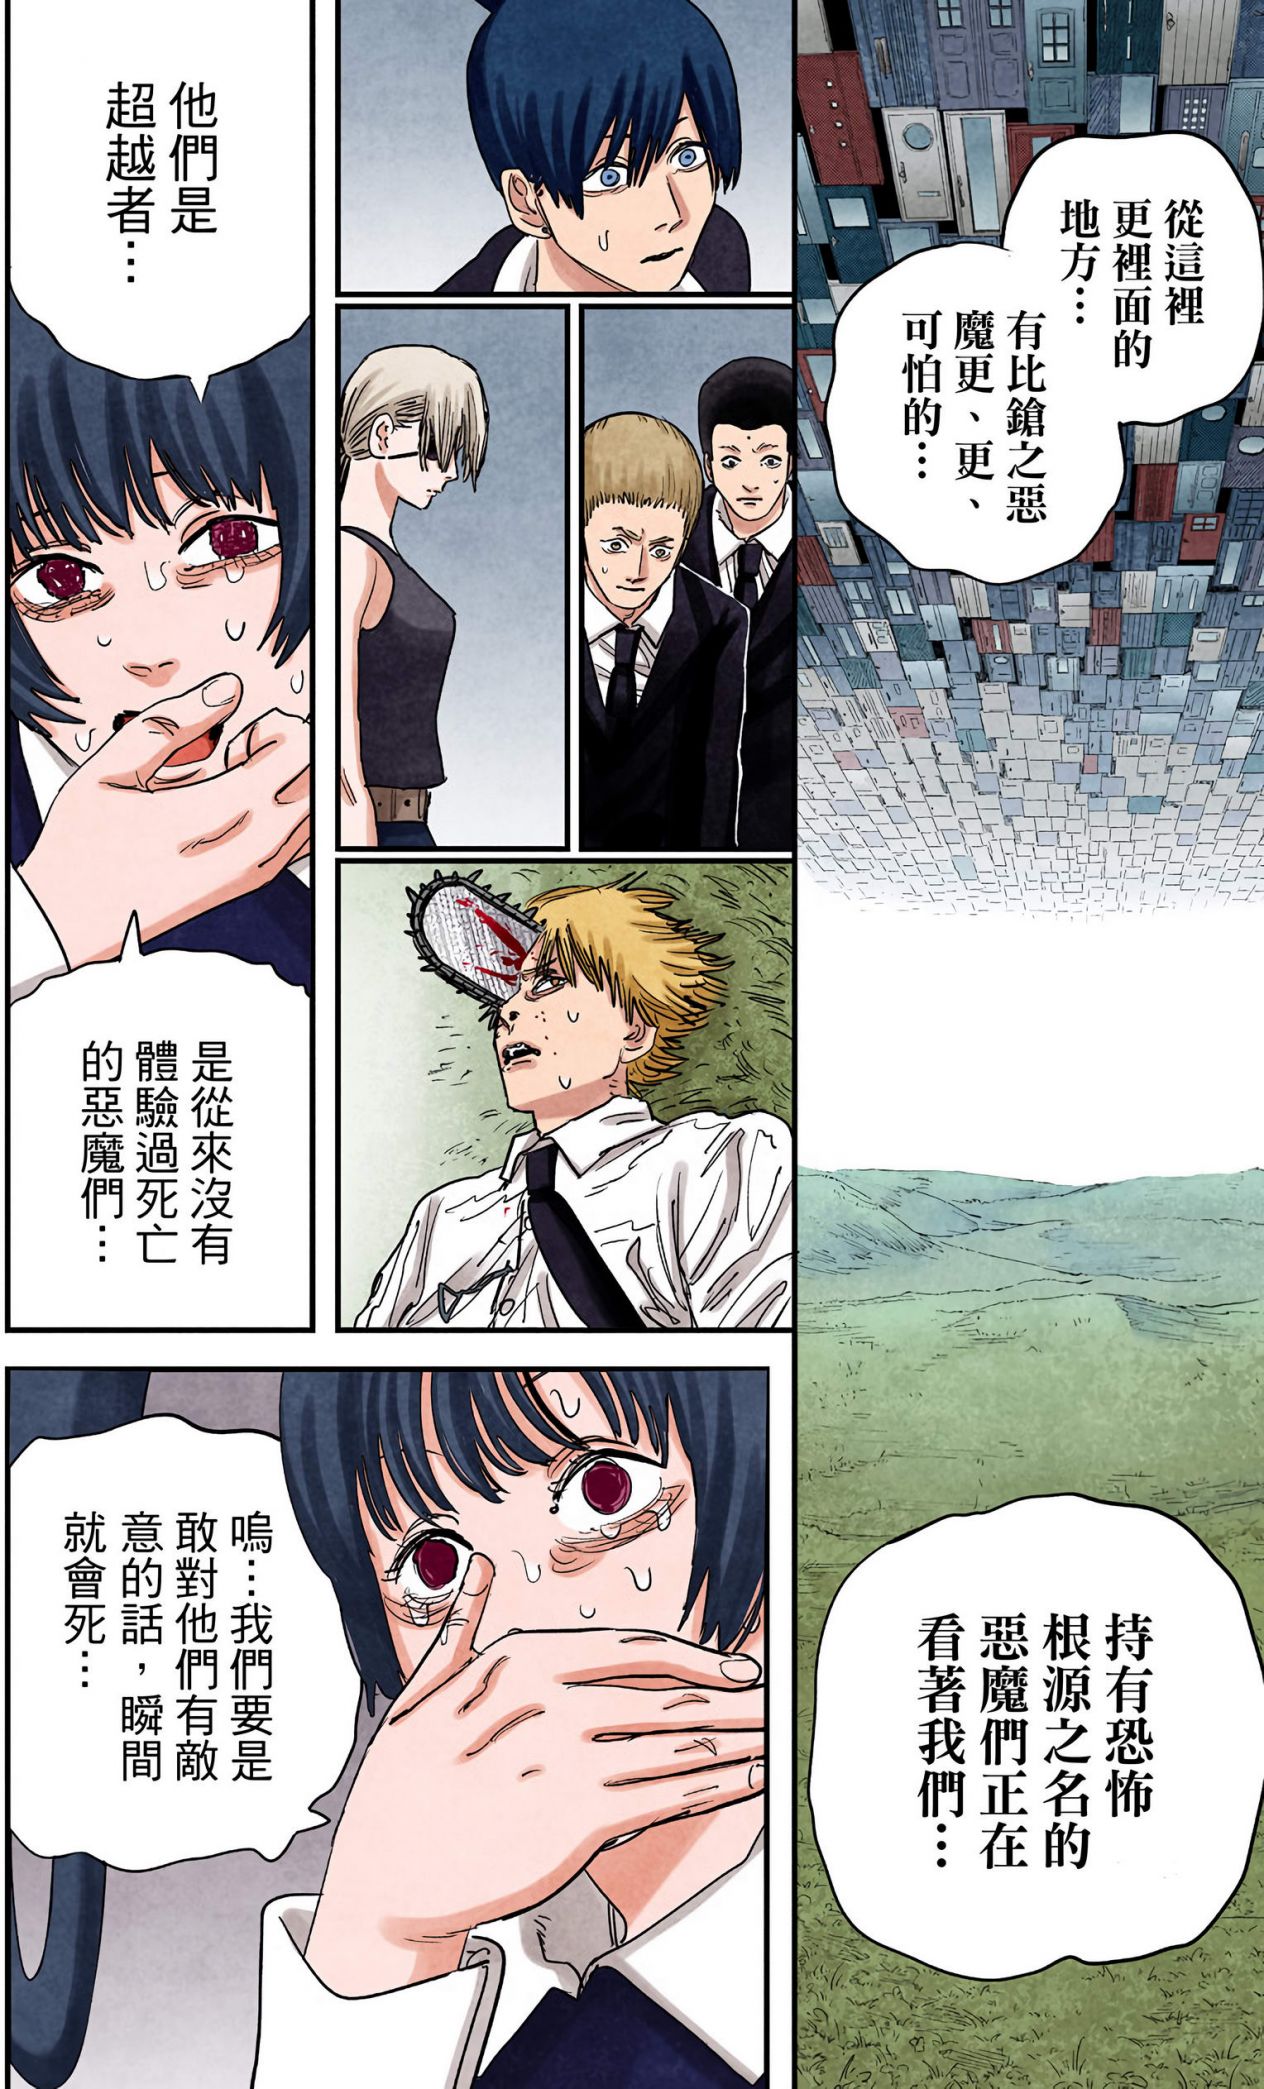 從這裡
更裡面的
地方…
有比鎗之惡
魔更、更、
可怕的…
持有恐怖
根源之名的
惡魔們正在
看著我們…
他們是
超越者…
是從來沒有
體驗過死亡
的惡魔們…
嗚…我們要是
敢對他們有敵
意的話，瞬間
就會死…